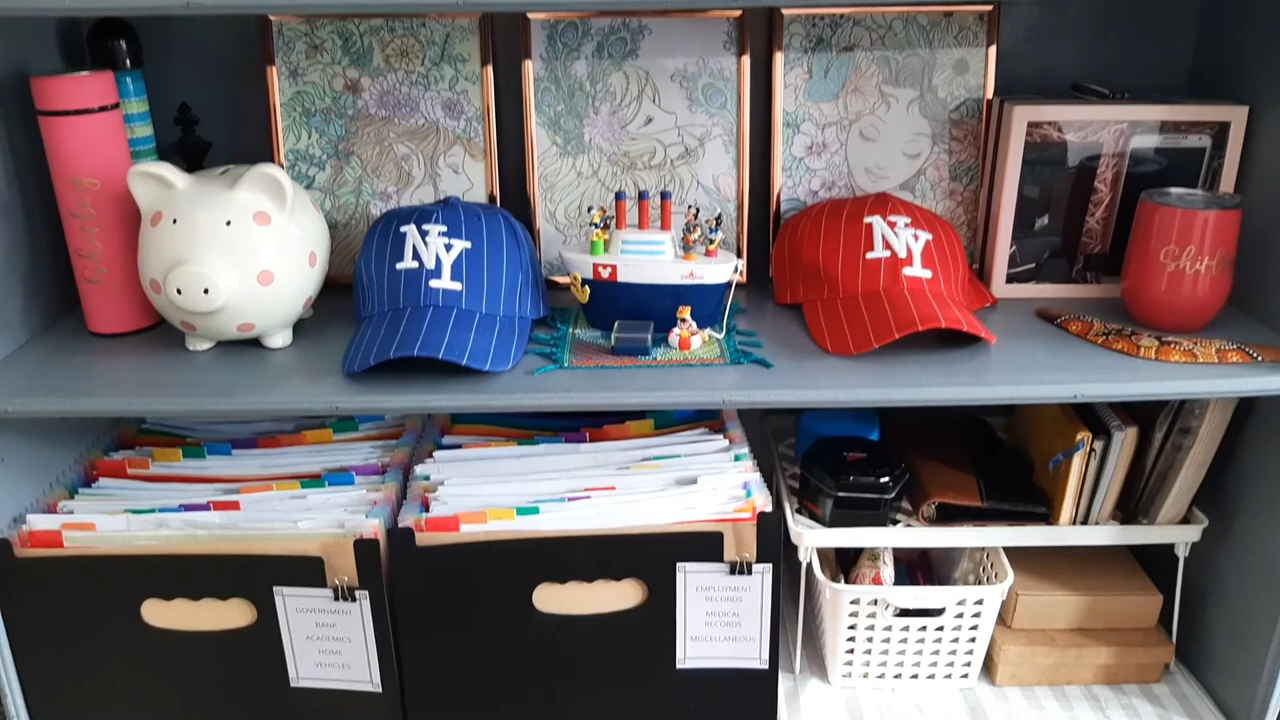 Shirley
NY
NY
Shirley
GOVERNMENT
BANK
ACADEMICS
HOME
VEHICLES
EMPLOYMENT
RECORDS
MEDICAL
RECORDS
MISCELLANEOUS